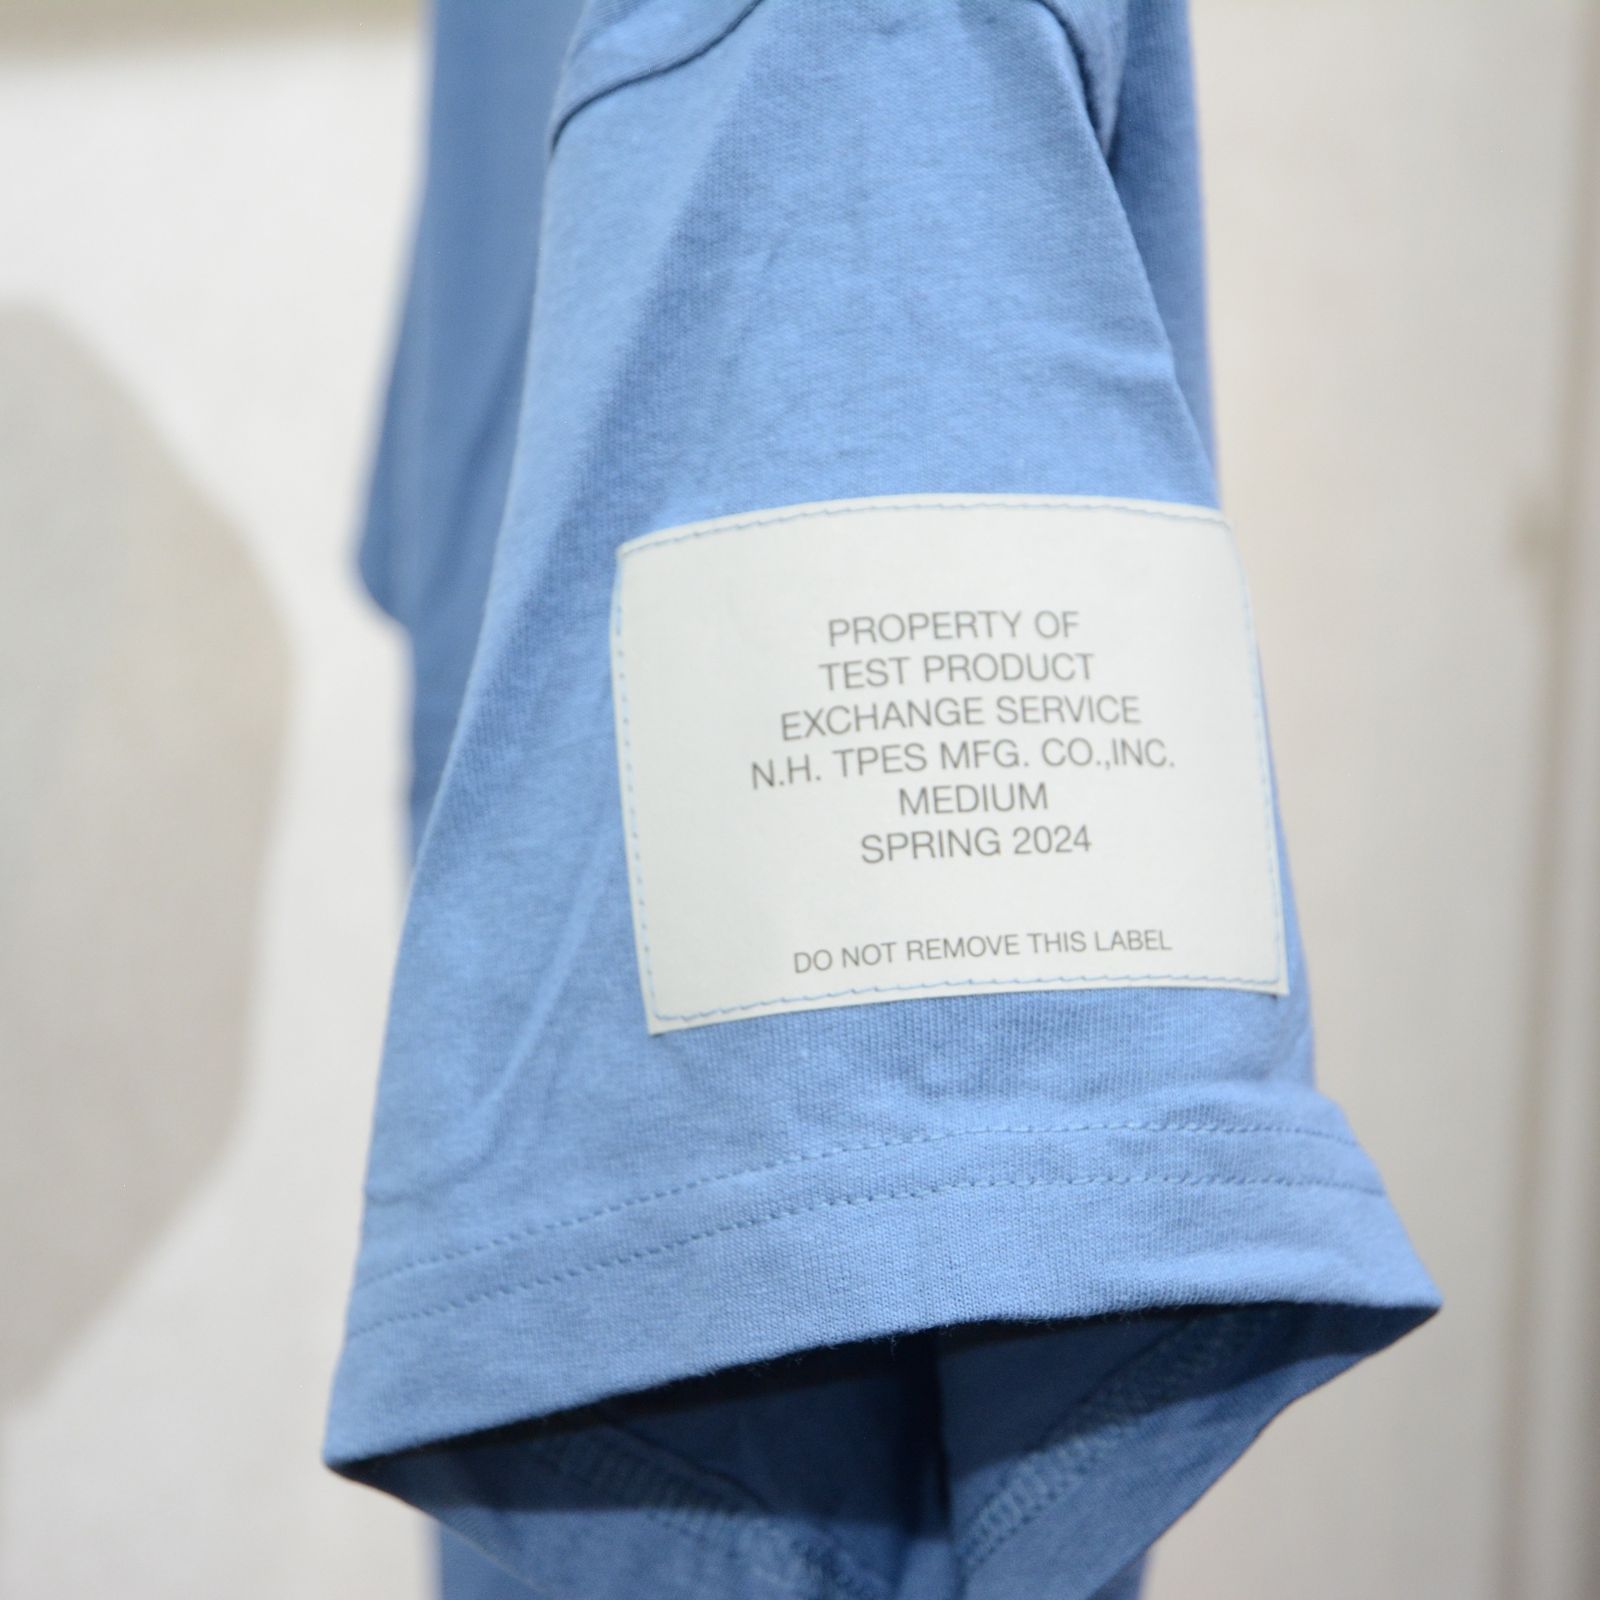 PROPERTY OF
TEST PRODUCT
EXCHANGE SERVICE
N.H. TPES MFG. CO.,INC.
MEDIUM
SPRING 2024
DO NOT REMOVE THIS LABEL